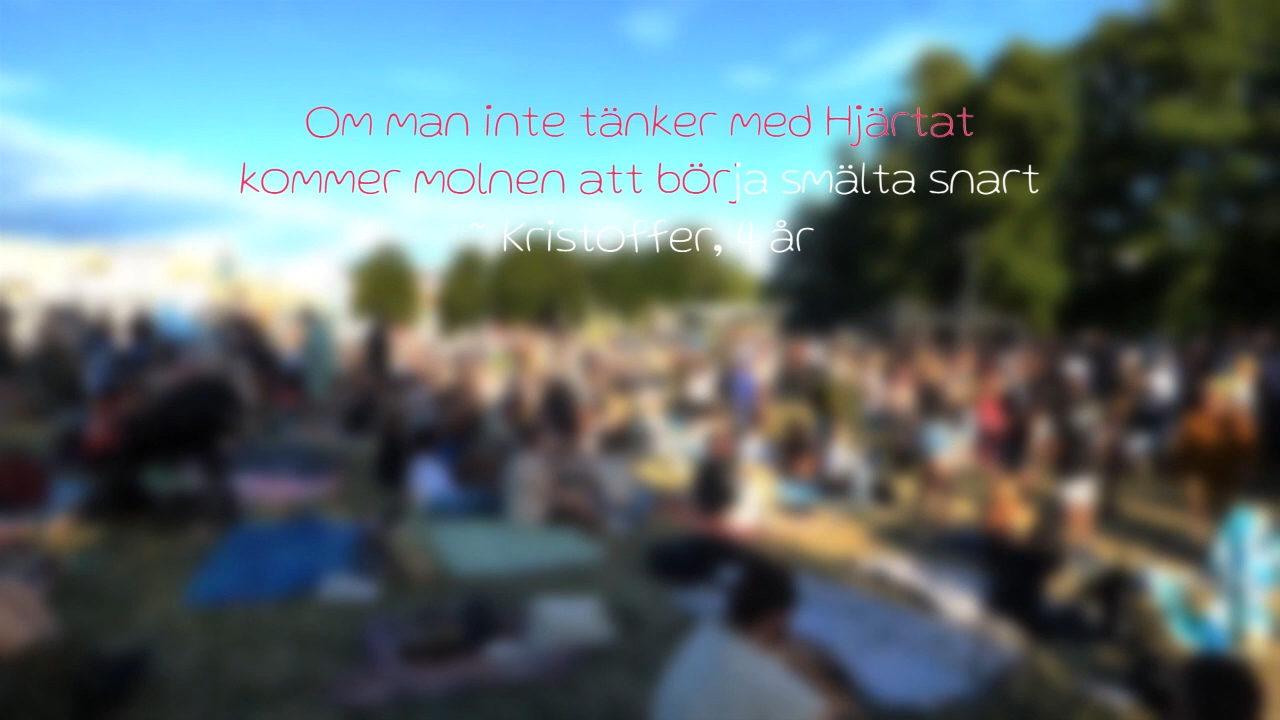 Om man inte tänker med Hjärtat
kommer molnen att börja smälta snart
~ Kristoffer, 4 år